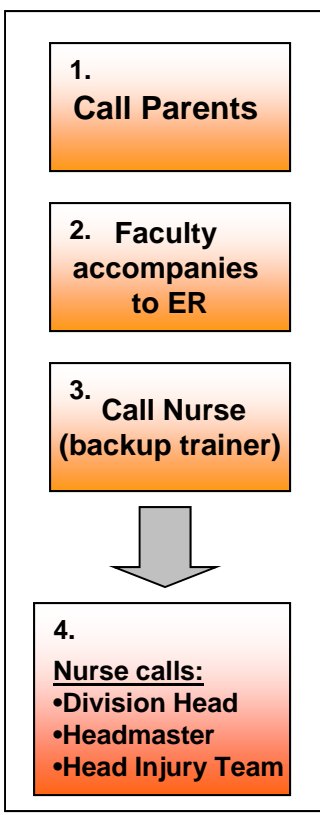 1.
Call Parents
2. Faculty
accompanies
to ER
3.
Call Nurse
(backup trainer)
4.
Nurse calls:
•Division Head
•Headmaster
•Head Injury Team